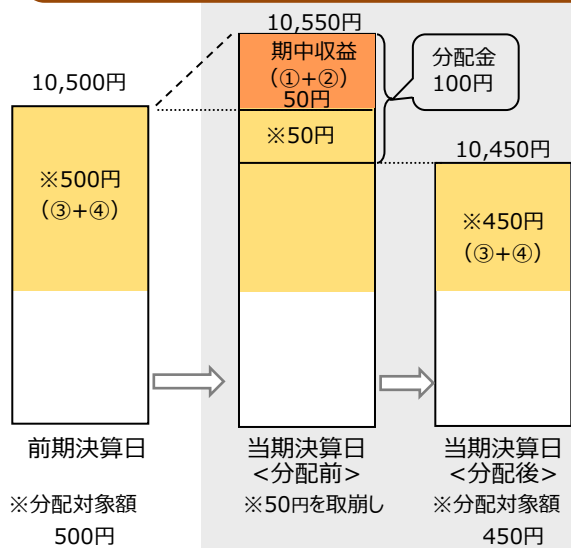 10,550円
期中収益
(①+②)
50円
分配金
100円
10,500円
※50円
10,450円
※500円
(③+④)
※450円
(③+④)
前期決算日
当期決算日
<分配前>
当期決算日
<分配後>
※分配対象額
500円
※50円を取崩し
※分配対象額
450円